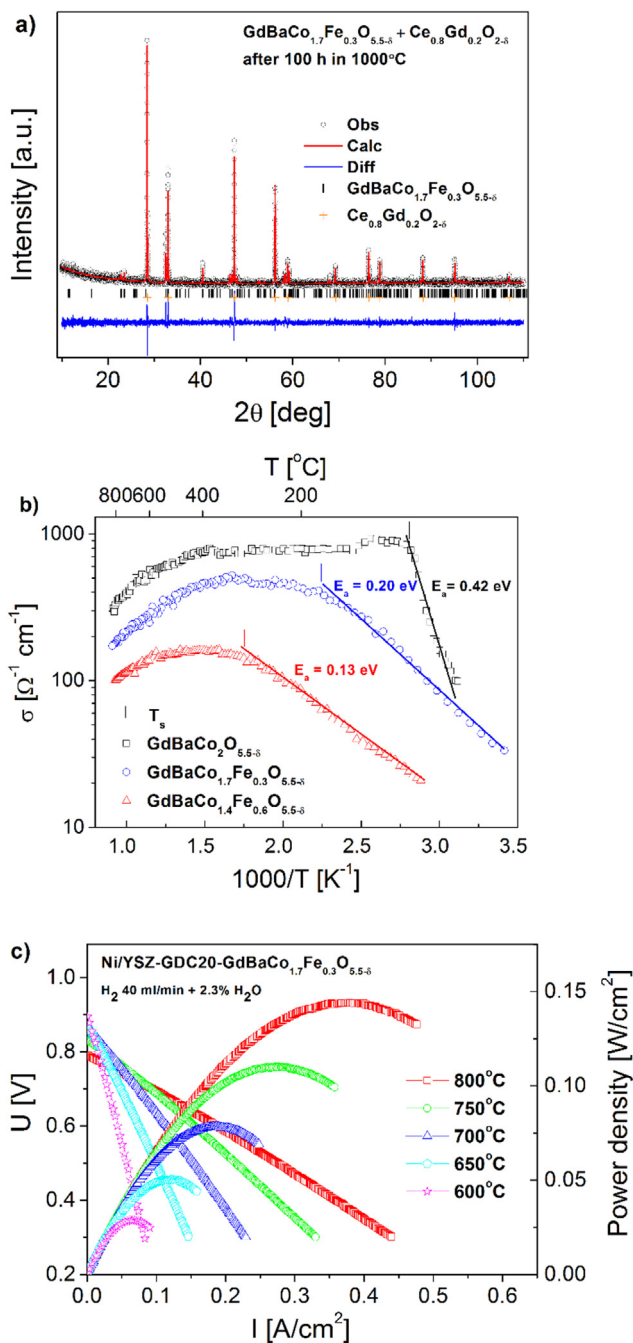 a)
GdBaCo1.7Fe0.3O5.5-δ + Ce0.8Gd0.2O2-δ
after 100 h in 1000°C
Obs
Calc
Diff
GdBaCo1.7Fe0.3O5.5-δ
Ce0.8Gd0.2O2-δ
Intensity [a.u.]
20 40 60 80 100
2θ [deg]
b)
T [°C]
800 600 400 200
1000
100
10
σ [Ω-1 cm-1]
Ea = 0.20 eV
Ea = 0.42 eV
Ea = 0.13 eV
Ts
GdBaCo2O5.5-δ
GdBaCo1.7Fe0.3O5.5-δ
GdBaCo1.4Fe0.6O5.5-δ
1.0 1.5 2.0 2.5 3.0 3.5
1000/T [K-1]
c)
Ni/YSZ-GDC20-GdBaCo1.7Fe0.3O5.5-δ
H2 40 ml/min + 2.3% H2O
1.0
0.8
0.6
0.4
0.2
U [V]
0.15
0.10
0.05
0.00
Power density [W/cm2]
800°C
750°C
700°C
650°C
600°C
0.0 0.1 0.2 0.3 0.4 0.5 0.6
I [A/cm2]